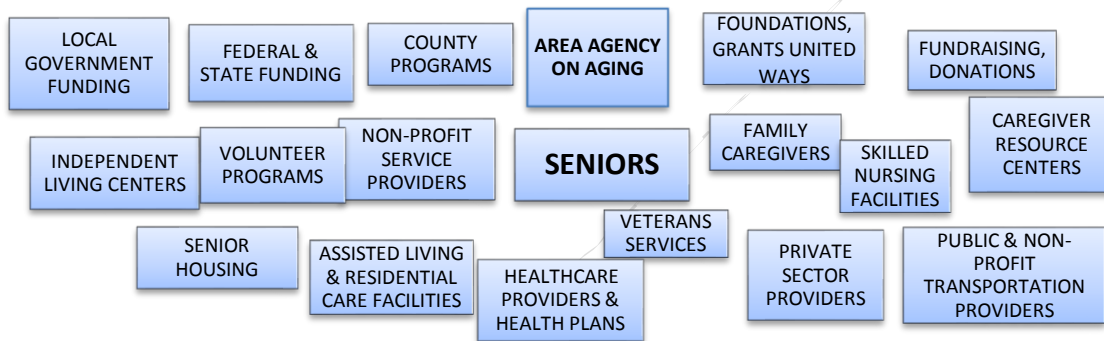 LOCAL
GOVERNMENT
FUNDING
FEDERAL &
STATE FUNDING
COUNTY
PROGRAMS
AREA AGENCY
ON AGING
FOUNDATIONS,
GRANTS UNITED
WAYS
FUNDRAISING,
DONATIONS
INDEPENDENT
LIVING CENTERS
VOLUNTEER
PROGRAMS
NON-PROFIT
SERVICE
PROVIDERS
SENIORS
FAMILY
CAREGIVERS
SKILLED
NURSING
FACILITIES
CAREGIVER
RESOURCE
CENTERS
SENIOR
HOUSING
ASSISTED LIVING
& RESIDENTIAL
CARE FACILITIES
HEALTHCARE
PROVIDERS &
HEALTH PLANS
VETERANS
SERVICES
PRIVATE
SECTOR
PROVIDERS
PUBLIC & NON-
PROFIT
TRANSPORTATION
PROVIDERS